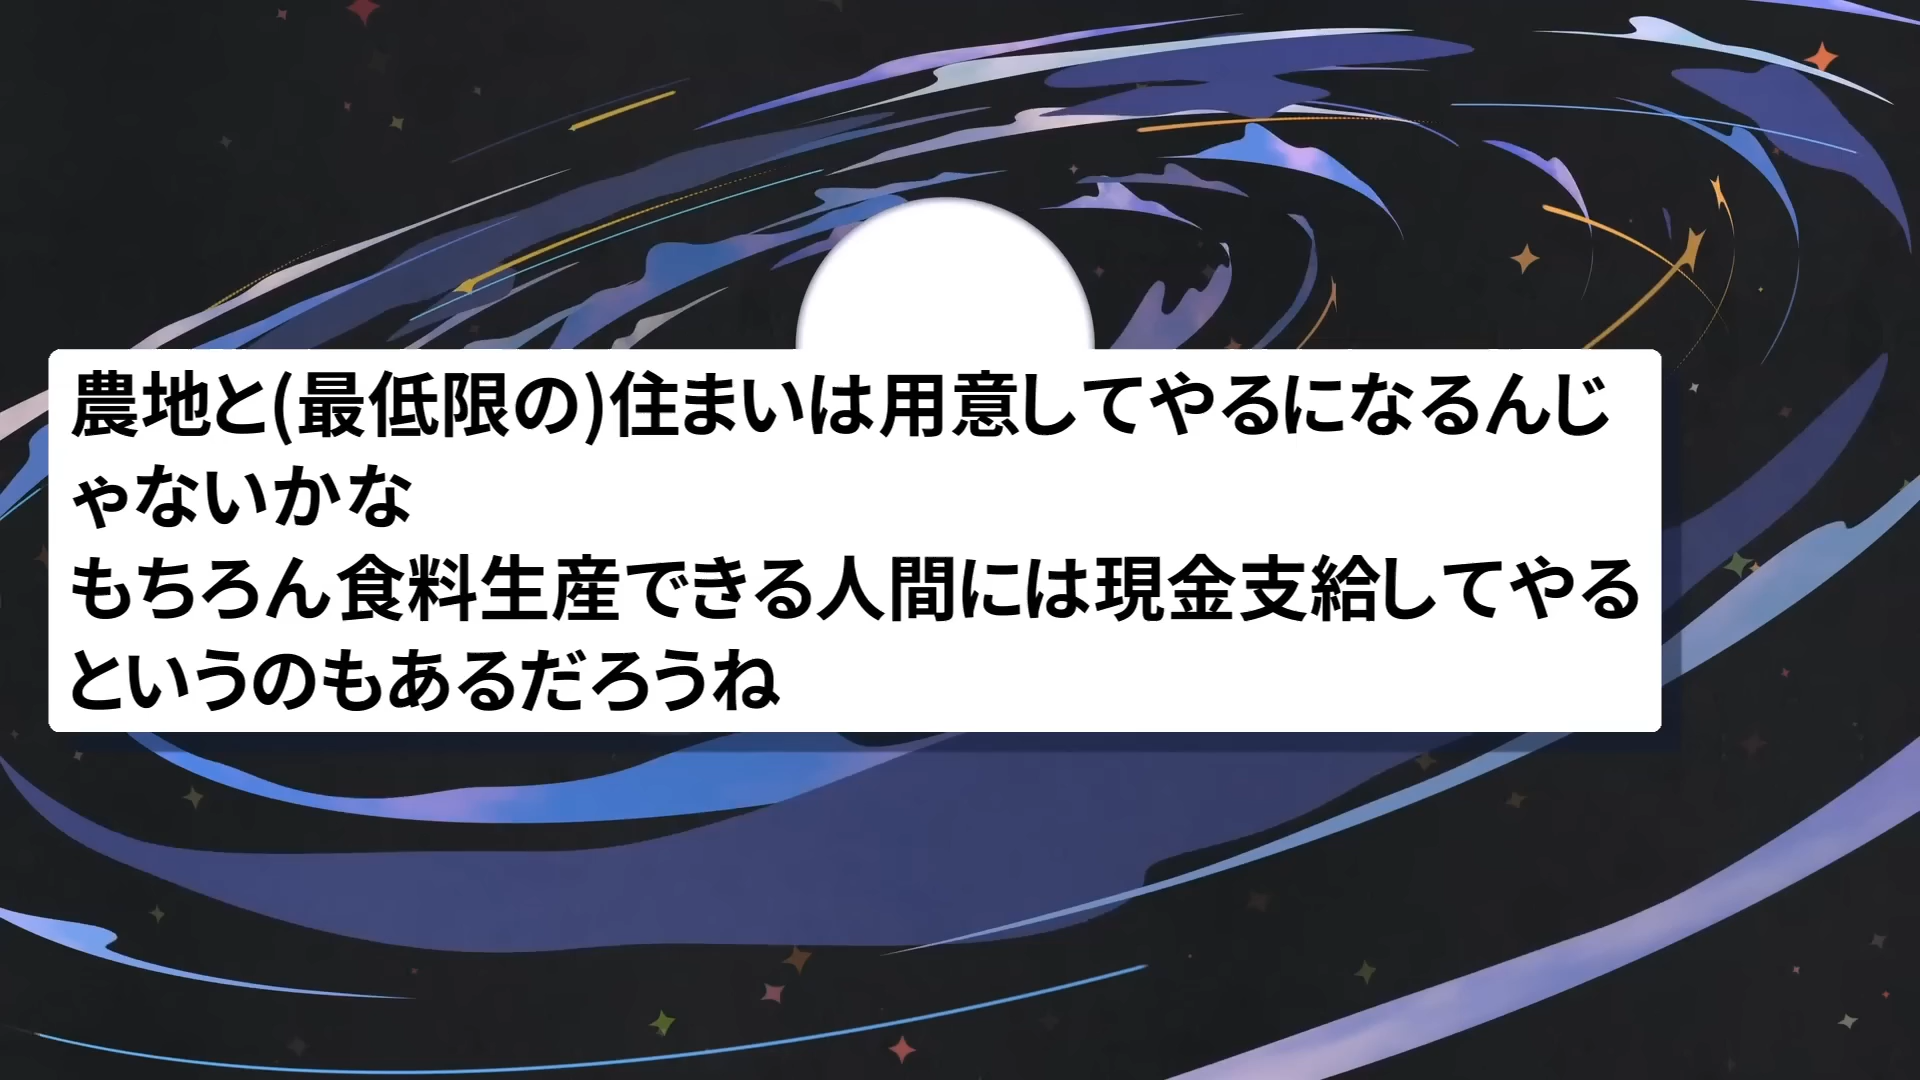 農地と(最低限の)住まいは用意してやるになるんじ
ゃないかな
もちろん食料生産できる人間には現金支給してやる
というのもあるだろうね